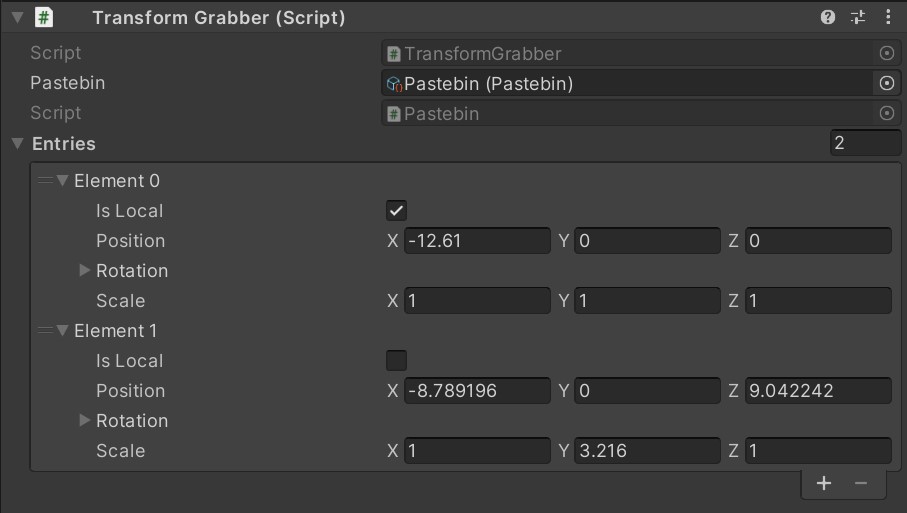 Transform Grabber (Script)
Script TransformGrabber
Pastebin Pastebin (Pastebin)
Script Pastebin
Entries 2
Element 0
Is Local
Position X -12.61 Y 0 Z 0
Rotation
Scale X 1 Y 1 Z 1
Element 1
Is Local
Position X -8.789196 Y 0 Z 9.042242
Rotation
Scale X 1 Y 3.216 Z 1